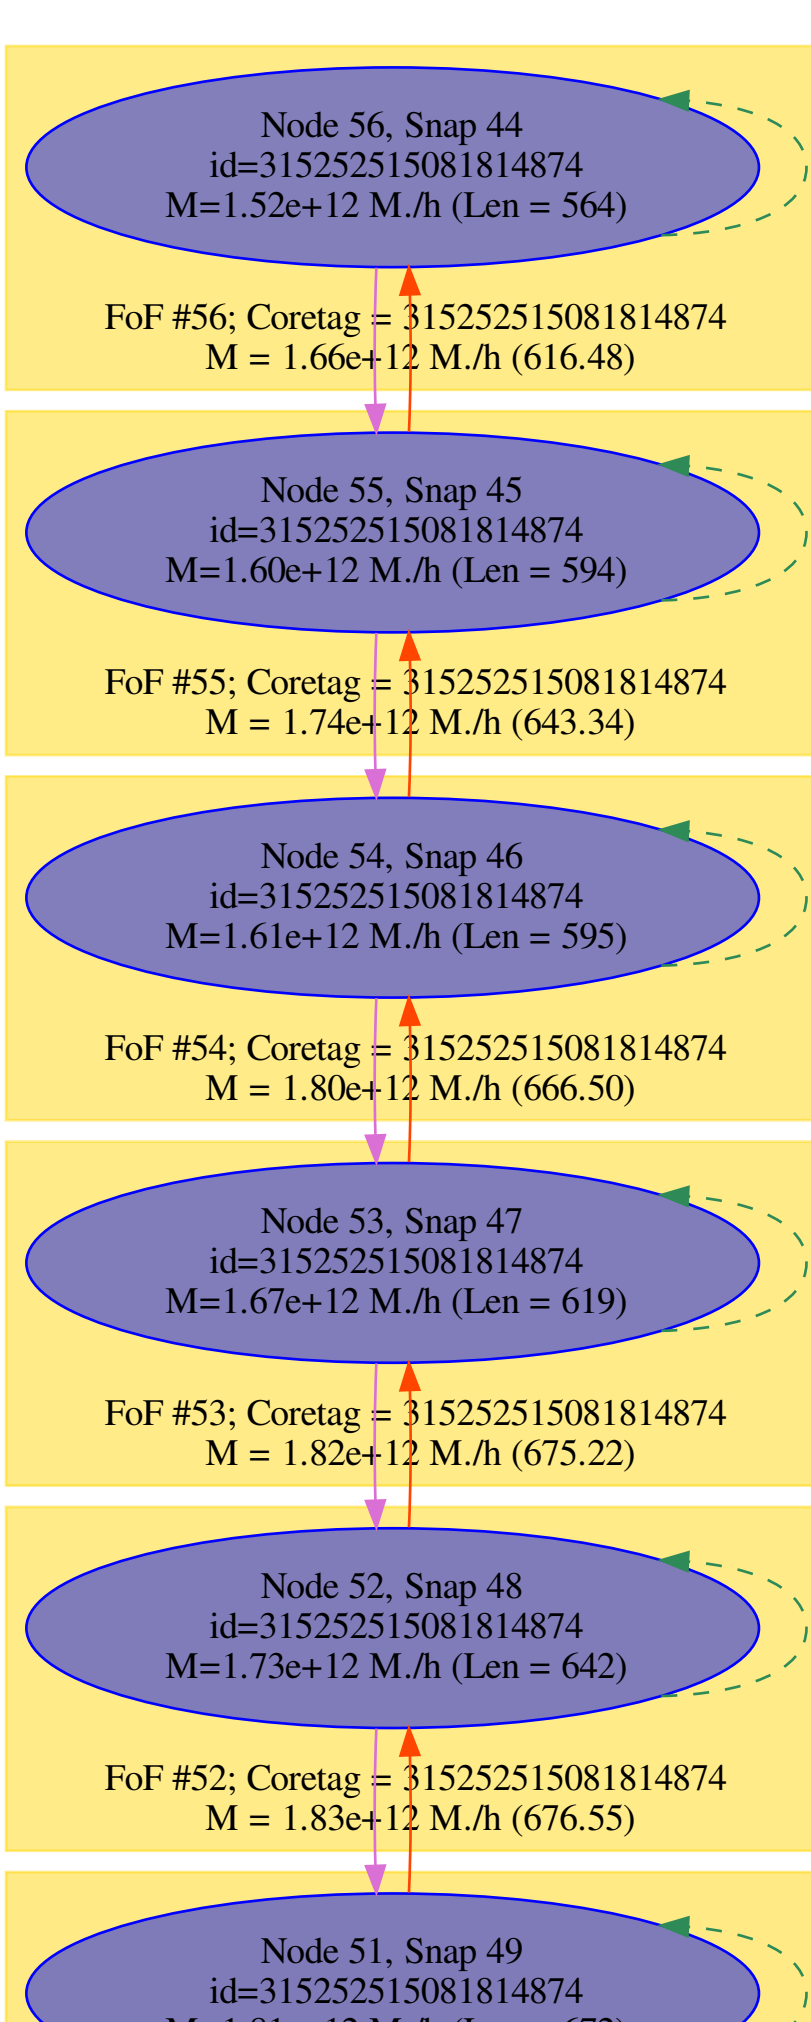 Node 56, Snap 44
id=315252515081814874
M=1.52e+12 M./h (Len = 564)
FoF #56; Coretag = 315252515081814874
M = 1.66e+12 M./h (616.48)
Node 55, Snap 45
id=315252515081814874
M=1.60e+12 M./h (Len = 594)
FoF #55; Coretag = 315252515081814874
M = 1.74e+12 M./h (643.34)
Node 54, Snap 46
id=315252515081814874
M=1.61e+12 M./h (Len = 595)
FoF #54; Coretag = 315252515081814874
M = 1.80e+12 M./h (666.50)
Node 53, Snap 47
id=315252515081814874
M=1.67e+12 M./h (Len = 619)
FoF #53; Coretag = 315252515081814874
M = 1.82e+12 M./h (675.22)
Node 52, Snap 48
id=315252515081814874
M=1.73e+12 M./h (Len = 642)
FoF #52; Coretag = 315252515081814874
M = 1.83e+12 M./h (676.55)
Node 51, Snap 49
id=315252515081814874